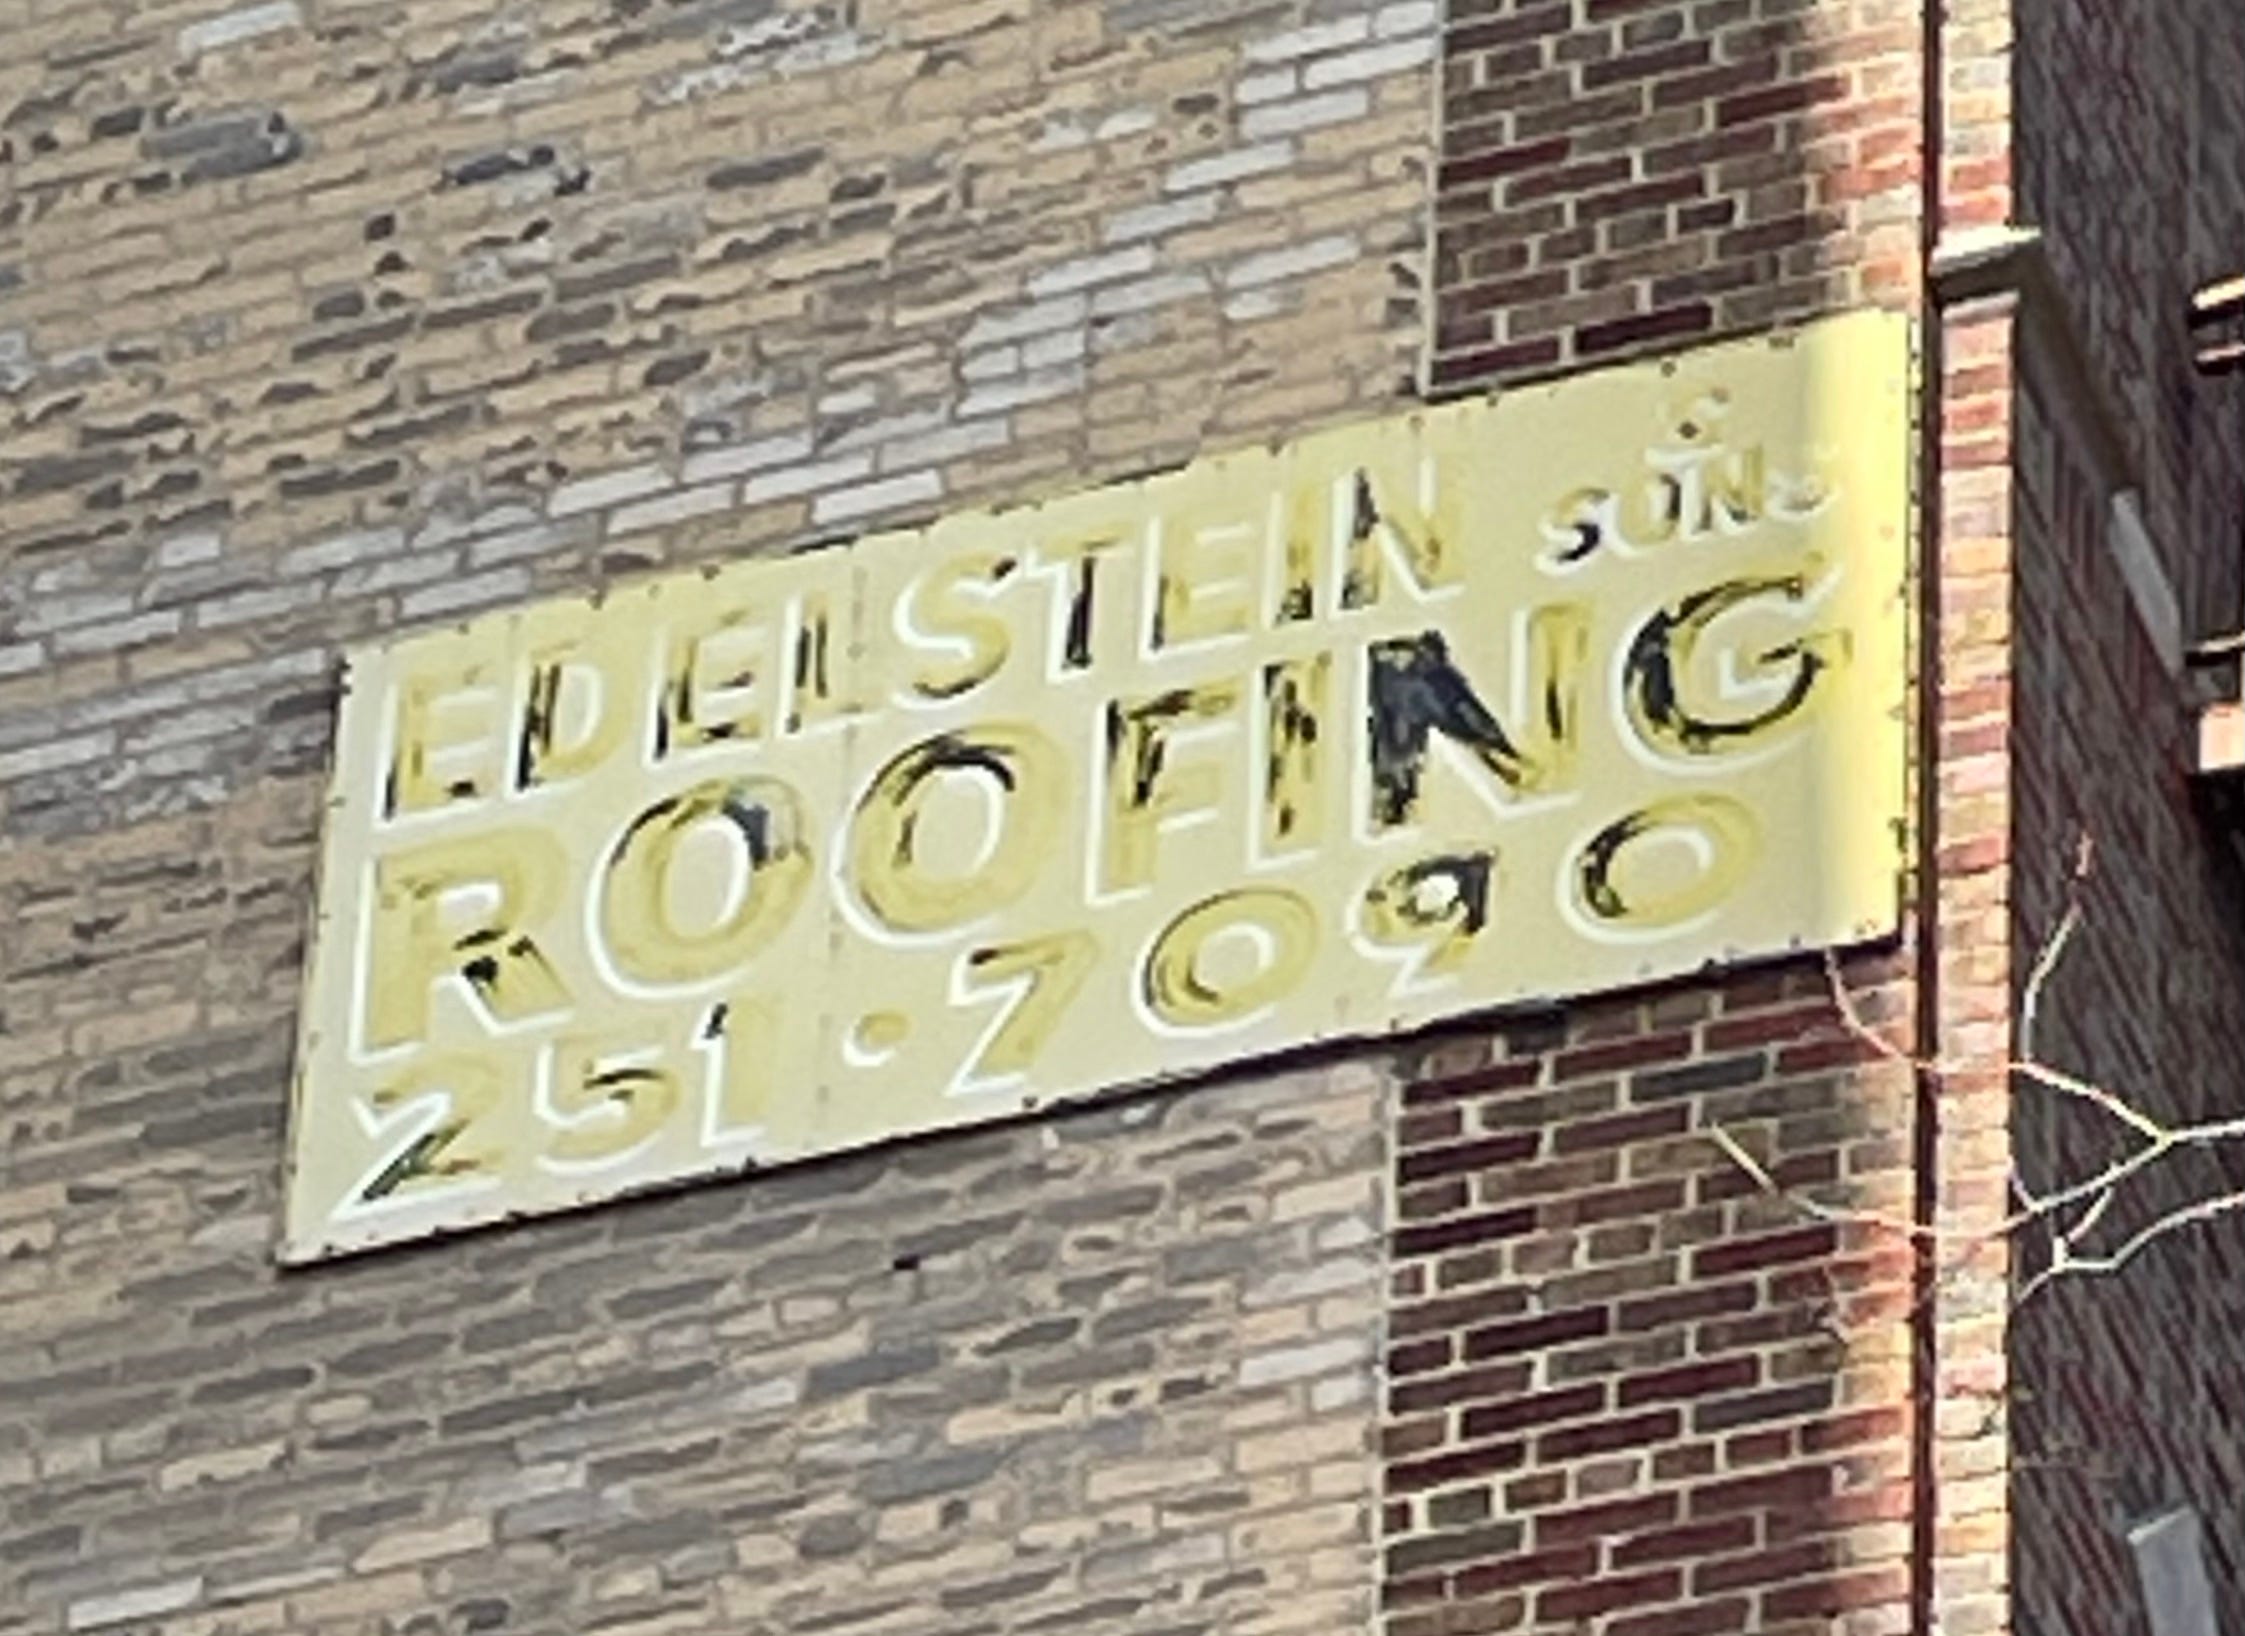 EDELSTEIN & SONS
ROOFING
251·7090